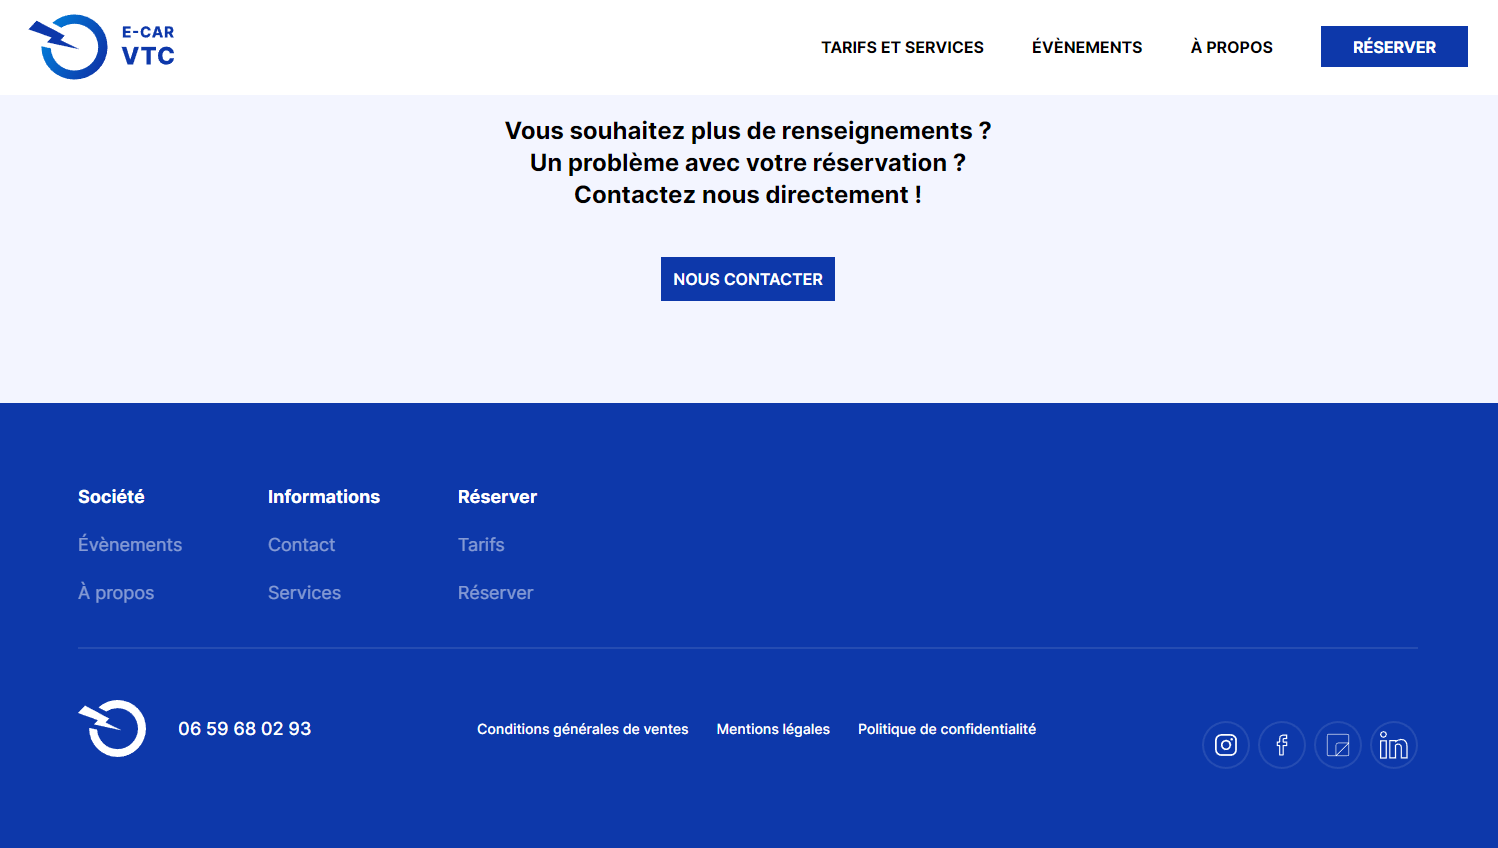 E-CAR
VTC
TARIFS ET SERVICES
ÉVÈNEMENTS
À PROPOS
RÉSERVER
Vous souhaitez plus de renseignements ?
Un problème avec votre réservation ?
Contactez nous directement !
NOUS CONTACTER
Société
Évènements
À propos
Informations
Contact
Services
Réserver
Tarifs
Réserver
06 59 68 02 93
Conditions générales de ventes
Mentions légales
Politique de confidentialité